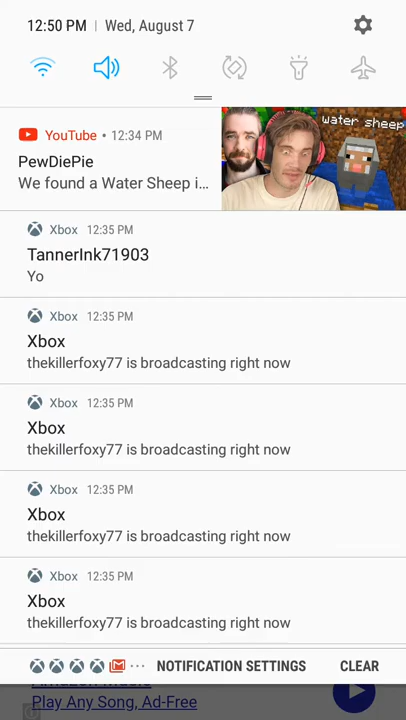 12:50 PM | Wed, August 7
YouTube • 12:34 PM
PewDiePie
We found a Water Sheep i...
water sheep
Xbox 12:35 PM
TannerInk71903
Yo
Xbox 12:35 PM
Xbox
thekillerfoxy77 is broadcasting right now
Xbox 12:35 PM
Xbox
thekillerfoxy77 is broadcasting right now
Xbox 12:35 PM
Xbox
thekillerfoxy77 is broadcasting right now
Xbox 12:35 PM
Xbox
thekillerfoxy77 is broadcasting right now
NOTIFICATION SETTINGS CLEAR
Play Any Song, Ad-Free